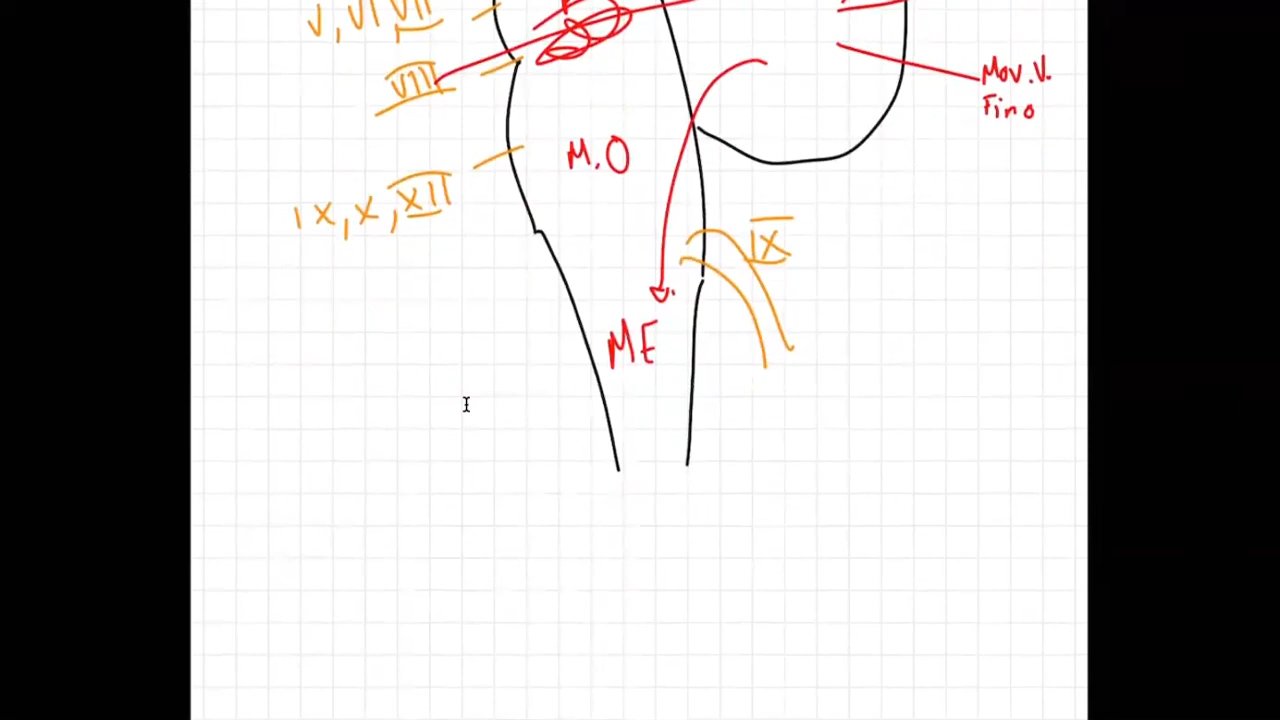 V, VI VII
VIII
Mov. V.
Fino
M.O
IX, X, XII
IX
ME